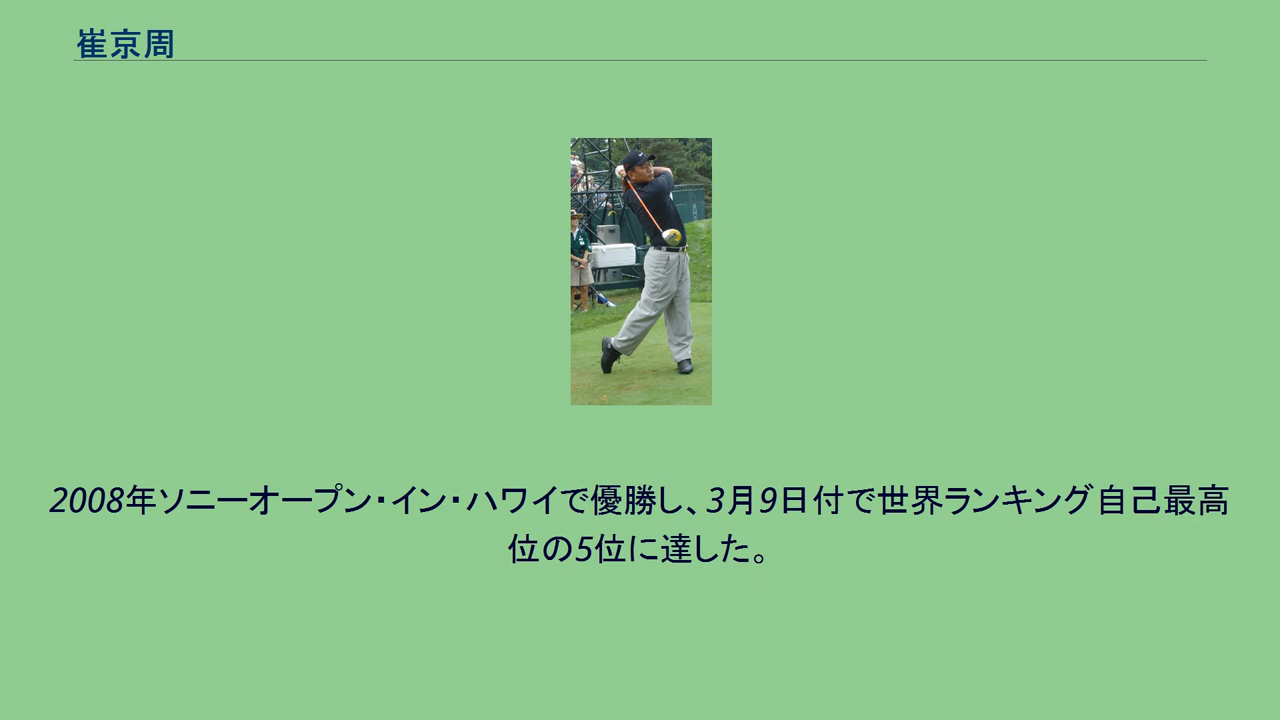 崔京周
2008年ソニーオープン・イン・ハワイで優勝し、3月9日付で世界ランキング自己最高
位の5位に達した。